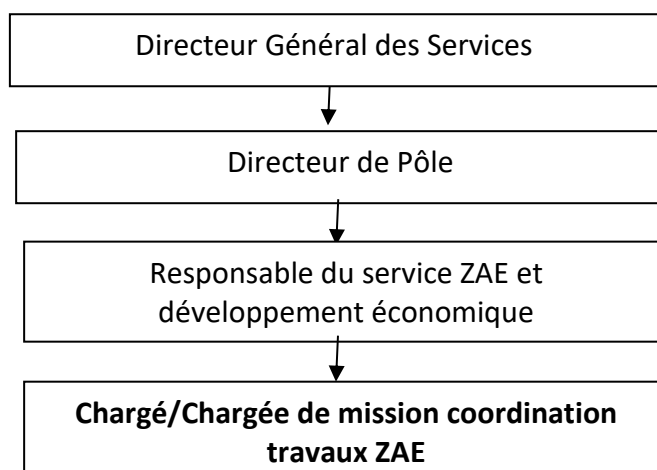 Directeur Général des Services
Directeur de Pôle
Responsable du service ZAE et
développement économique
Chargé/Chargée de mission coordination
travaux ZAE